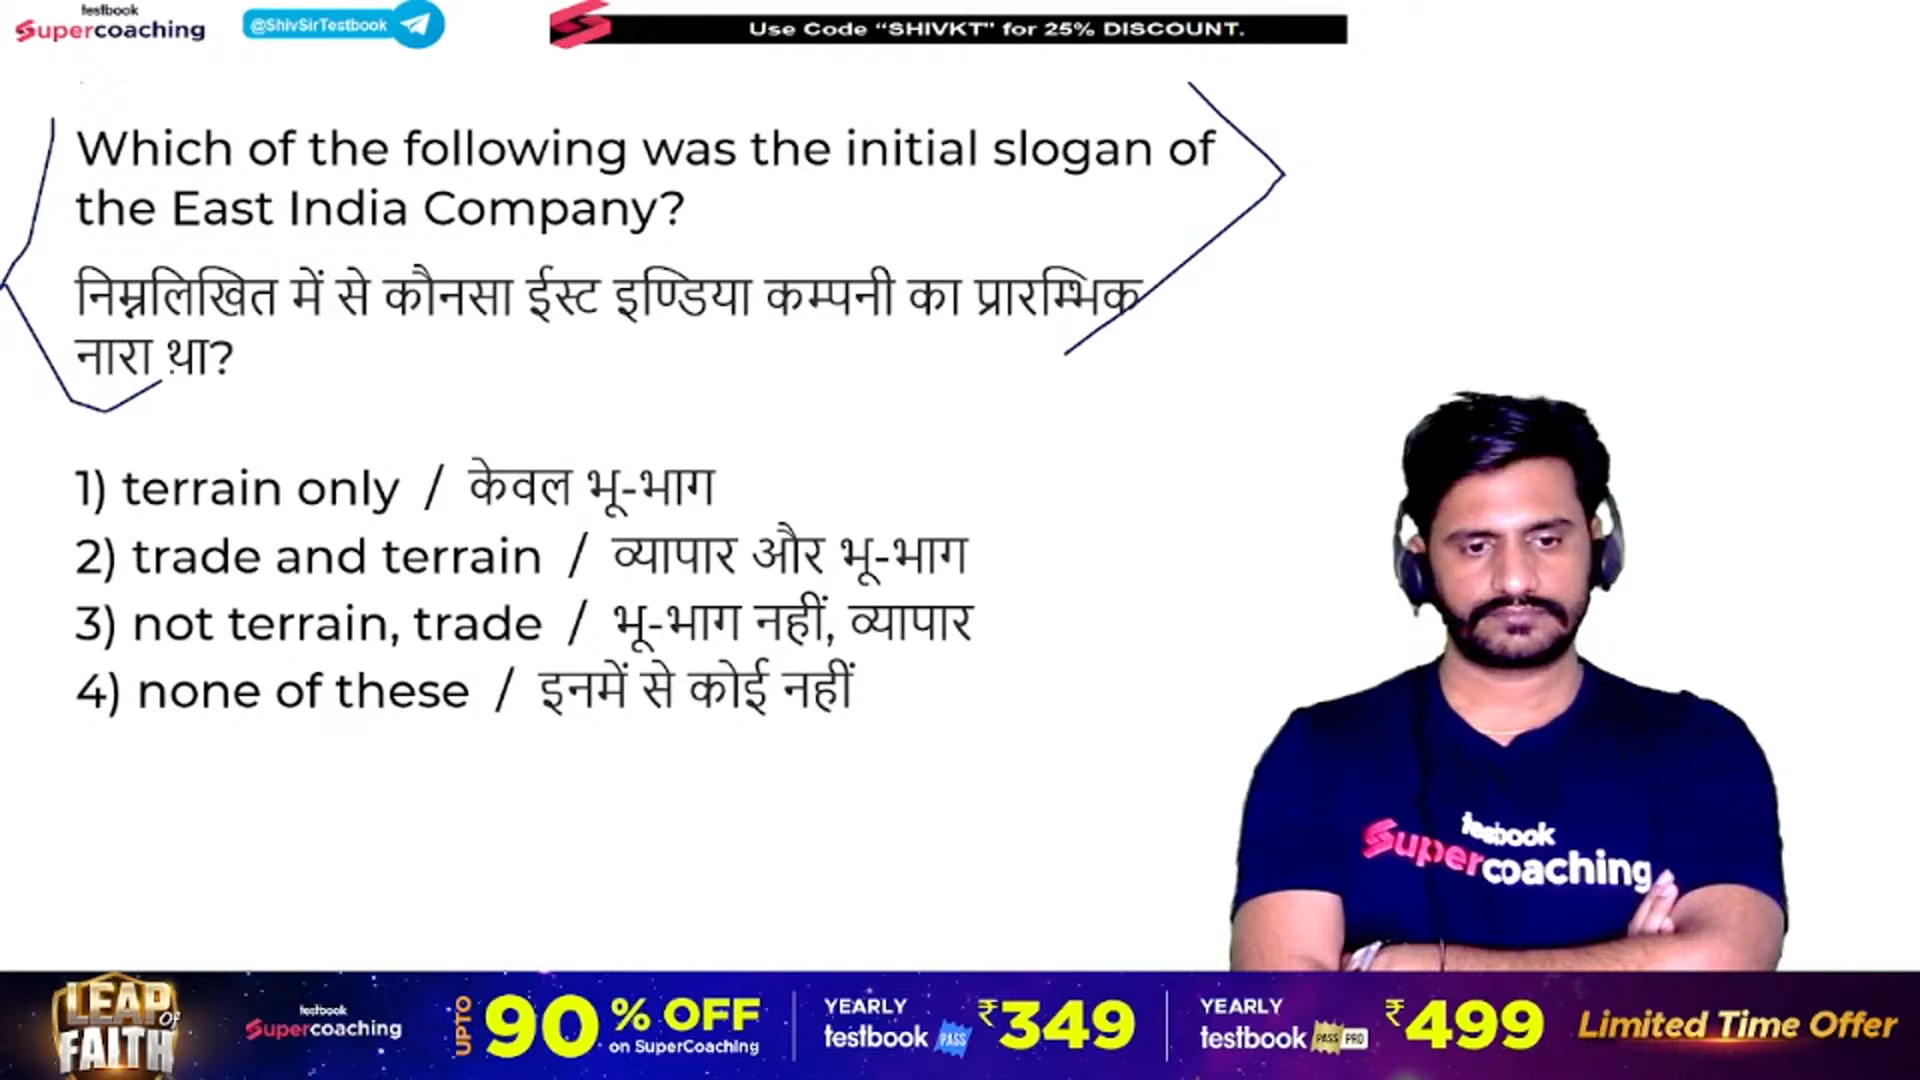 testbook
Supercoaching
@ShivSirTestbook
Use Code “SHIVKT” for 25% DISCOUNT.
Which of the following was the initial slogan of
the East India Company?
निम्नलिखित में से कौनसा ईस्ट इण्डिया कम्पनी का प्रारम्भिक
नारा था?
1) terrain only / केवल भू-भाग
2) trade and terrain / व्यापार और भू-भाग
3) not terrain, trade / भू-भाग नहीं, व्यापार
4) none of these / इनमें से कोई नहीं
testbook
Supercoaching
LEAP OF
FAITH
testbook
Supercoaching
UPTO 90% OFF
on SuperCoaching
YEARLY
testbook PASS
₹349
YEARLY
testbook PASS PRO
₹499
Limited Time Offer